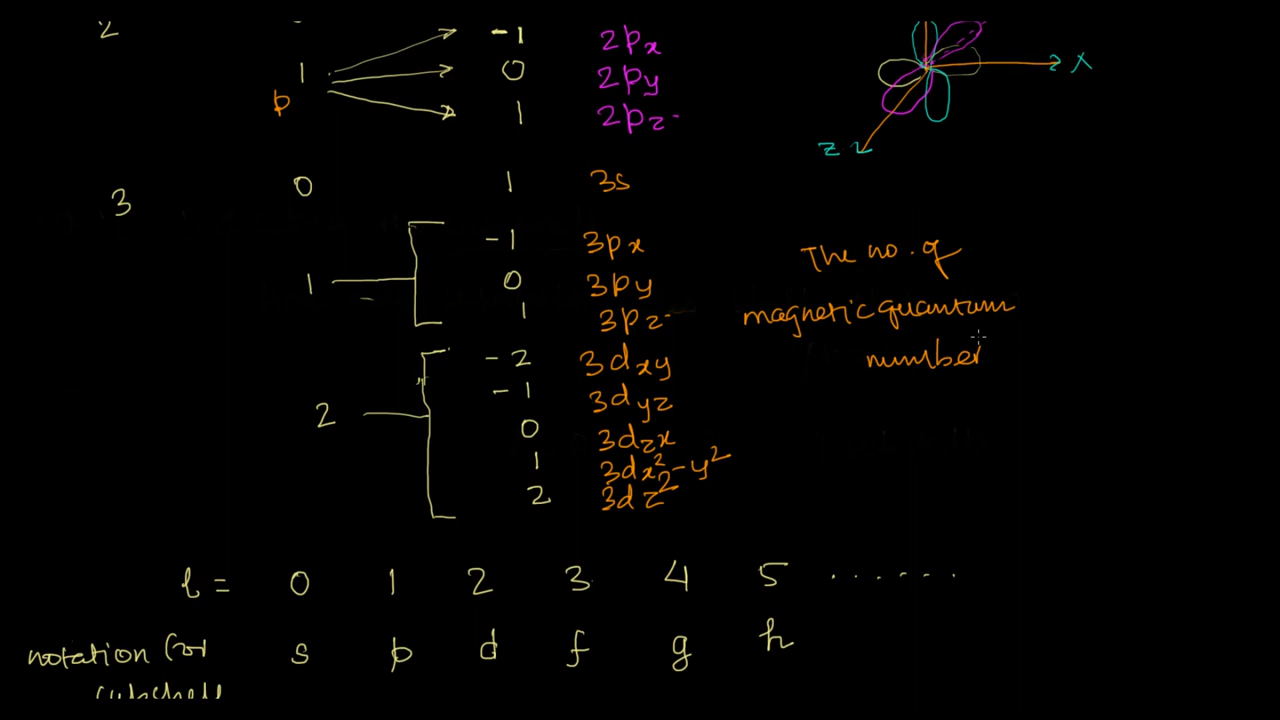 2
-1 2px
1 0 2py
p 1 2pz
x
z
3 0 1 3s
-1 3px
1 0 3py
1 3pz
-2 3dxy
-1 3dyz
2 0 3dzx
1 3dx²-y²
2 3dz²
The no. of
magnetic quantum
number
l = 0 1 2 3 4 5 ......
notation for s p d f g h
subshell